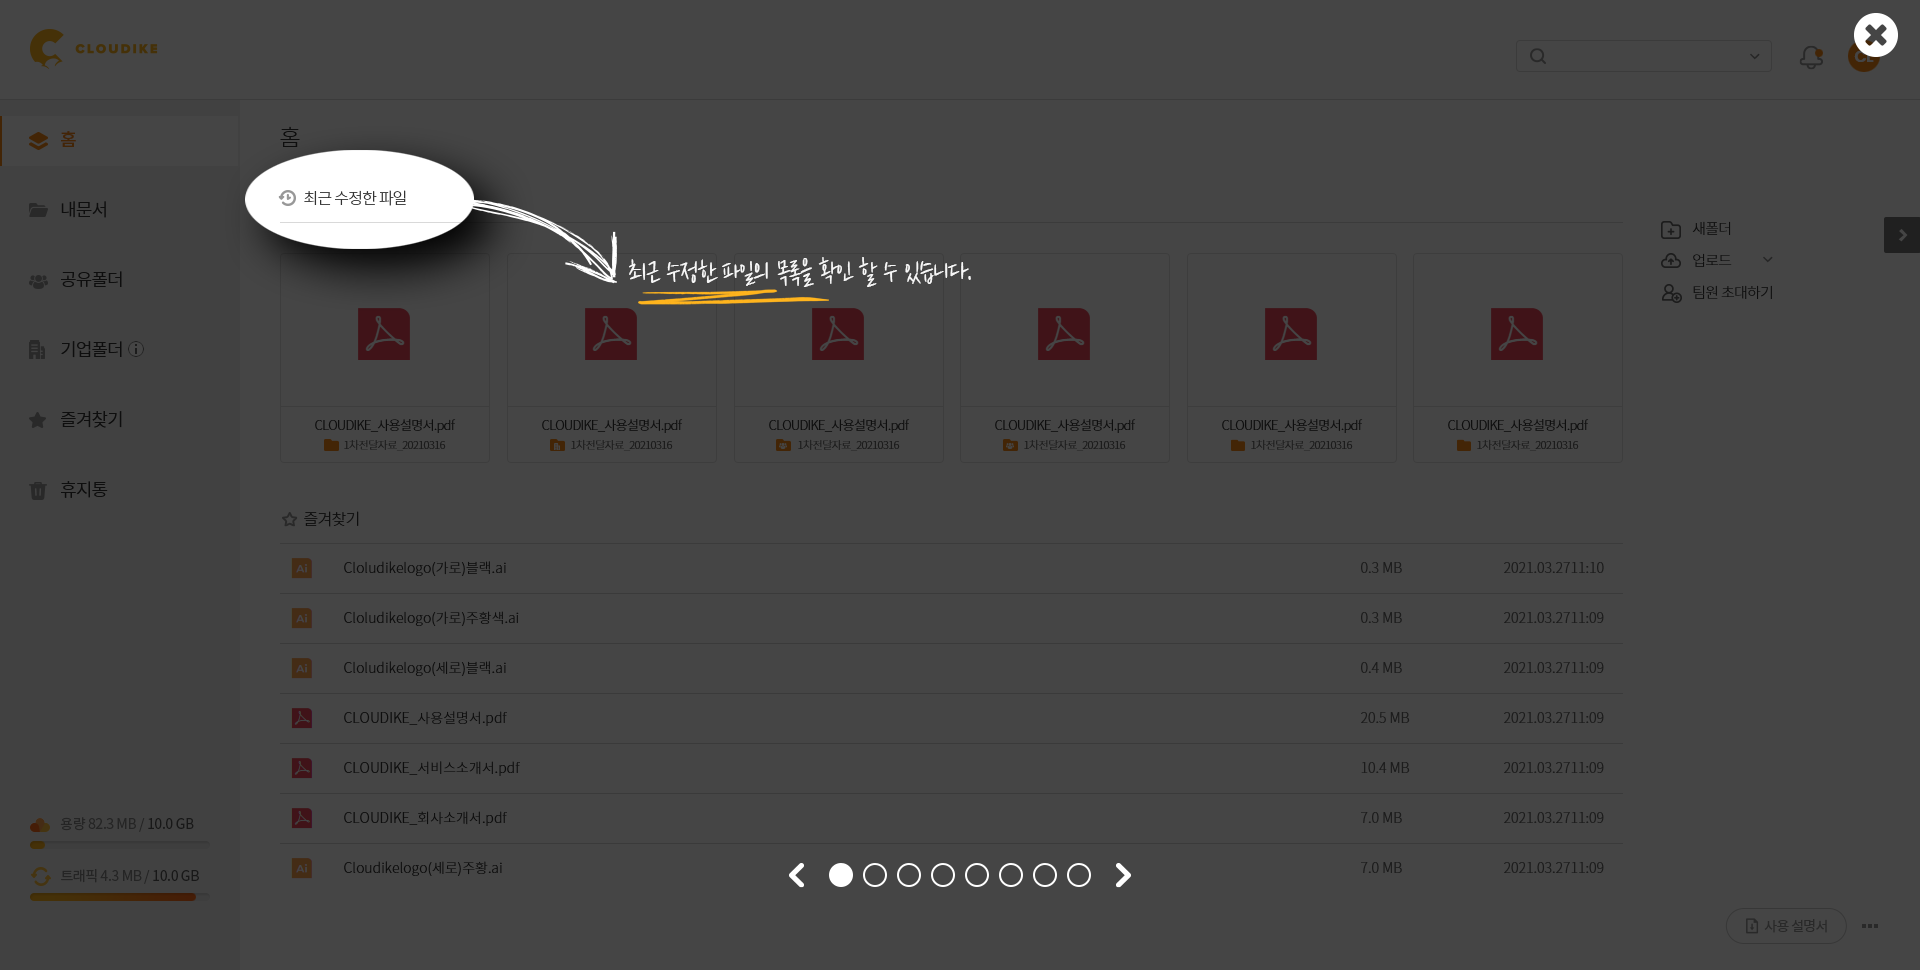 CLOUDIKE
CL
홈
홈
최근 수정한 파일
내문서
새폴더
업로드
팀원 초대하기
최근 수정한 파일의 목록을 확인 할 수 있습니다.
공유폴더
기업폴더
즐겨찾기
휴지통
CLOUDIKE_사용설명서.pdf
1차전달자료_20210316
CLOUDIKE_사용설명서.pdf
1차전달자료_20210316
CLOUDIKE_사용설명서.pdf
1차전달자료_20210316
CLOUDIKE_사용설명서.pdf
1차전달자료_20210316
CLOUDIKE_사용설명서.pdf
1차전달자료_20210316
CLOUDIKE_사용설명서.pdf
1차전달자료_20210316
즐겨찾기
Ai Cloludikelogo(가로)블랙.ai 0.3 MB 2021.03.2711:10
Ai Cloludikelogo(가로)주황색.ai 0.3 MB 2021.03.2711:09
Ai Cloludikelogo(세로)블랙.ai 0.4 MB 2021.03.2711:09
CLOUDIKE_사용설명서.pdf 20.5 MB 2021.03.2711:09
CLOUDIKE_서비스소개서.pdf 10.4 MB 2021.03.2711:09
CLOUDIKE_회사소개서.pdf 7.0 MB 2021.03.2711:09
Ai Cloudikelogo(세로)주황.ai 7.0 MB 2021.03.2711:09
용량 82.3 MB / 10.0 GB
트래픽 4.3 MB / 10.0 GB
사용 설명서